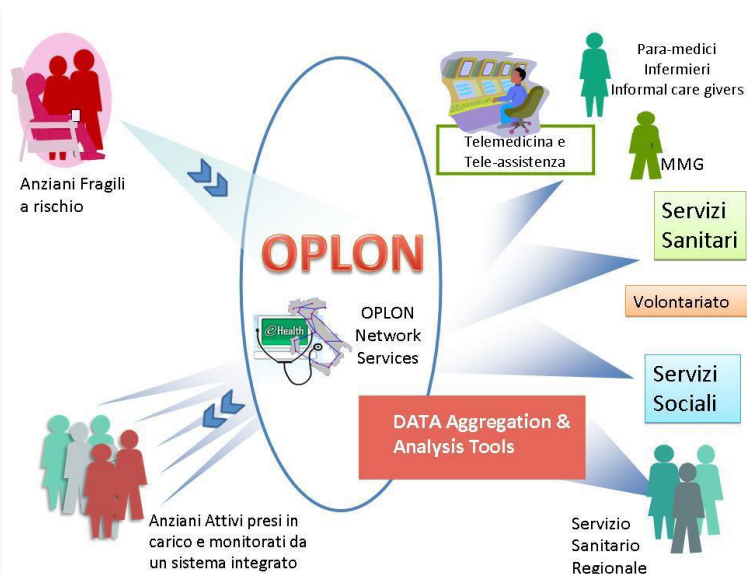 Para-medici
Infermieri
Informal care givers
Telemedicina e
Tele-assistenza
MMG
Anziani Fragili
a rischio
Servizi
Sanitari
OPLON
Volontariato
OPLON
Network
Services
eHealth
Servizi
Sociali
DATA Aggregation &
Analysis Tools
Anziani Attivi presi in
carico e monitorati da
un sistema integrato
Servizio
Sanitario
Regionale